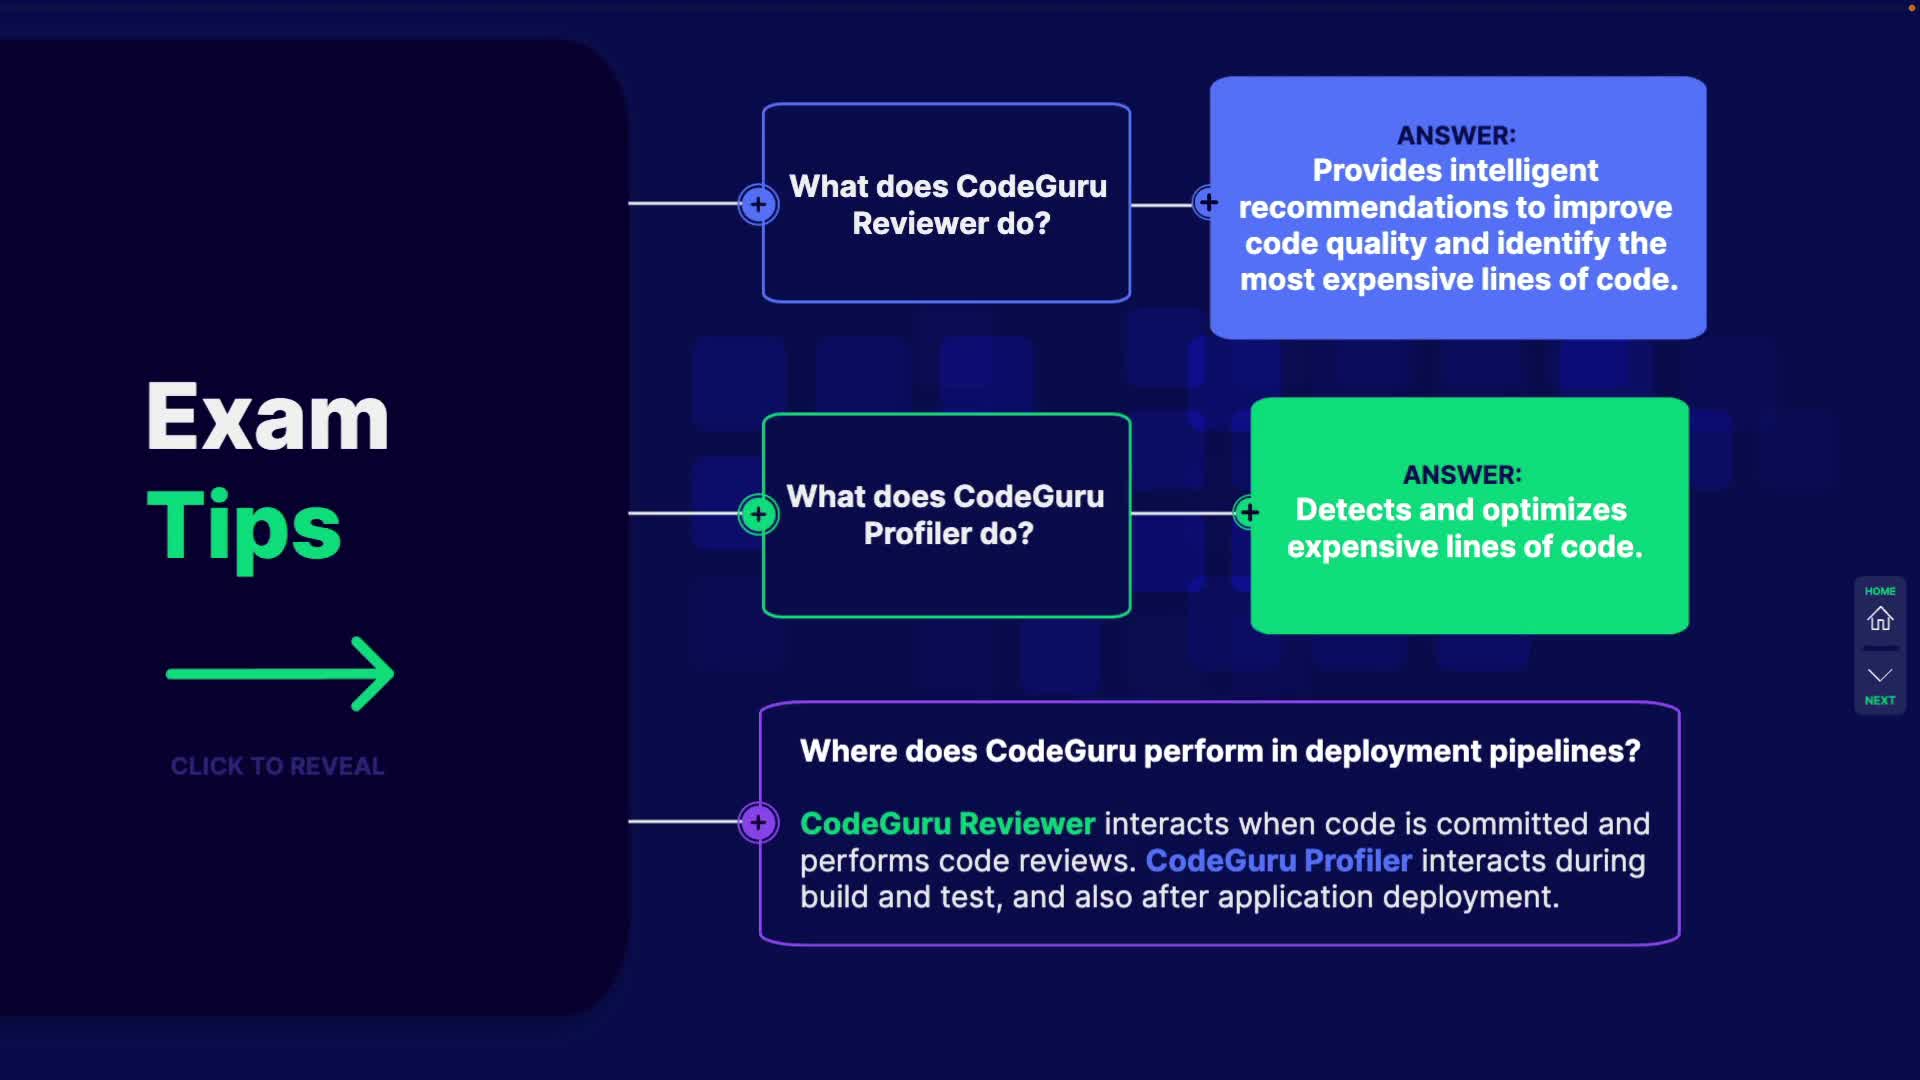 Exam
Tips
CLICK TO REVEAL
What does CodeGuru
Reviewer do?
ANSWER:
Provides intelligent
recommendations to improve
code quality and identify the
most expensive lines of code.
What does CodeGuru
Profiler do?
ANSWER:
Detects and optimizes
expensive lines of code.
Where does CodeGuru perform in deployment pipelines?
CodeGuru Reviewer interacts when code is committed and
performs code reviews. CodeGuru Profiler interacts during
build and test, and also after application deployment.
HOME
NEXT